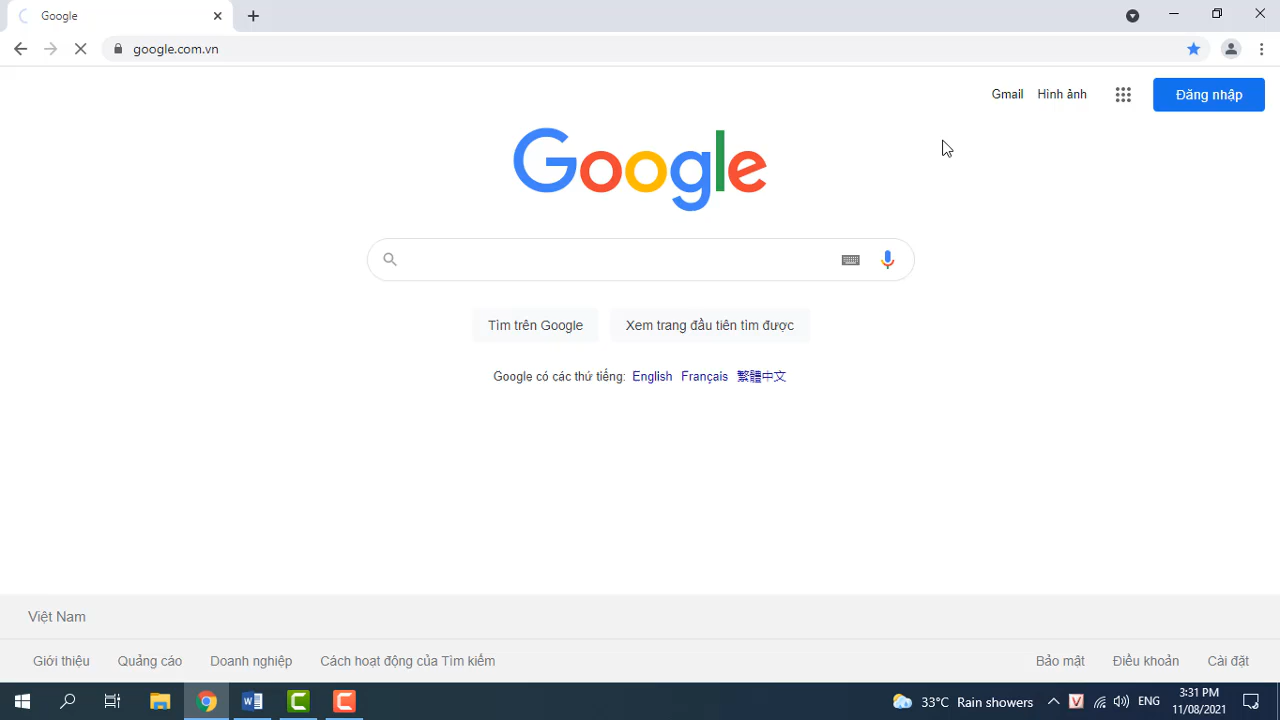 Google
google.com.vn
Gmail Hình ảnh Đăng nhập
Google
Tìm trên Google Xem trang đầu tiên tìm được
Google có các thứ tiếng: English Français 繁體中文
Việt Nam
Giới thiệu Quảng cáo Doanh nghiệp Cách hoạt động của Tìm kiếm Bảo mật Điều khoản Cài đặt
33°C Rain showers ENG
3:31 PM
11/08/2021